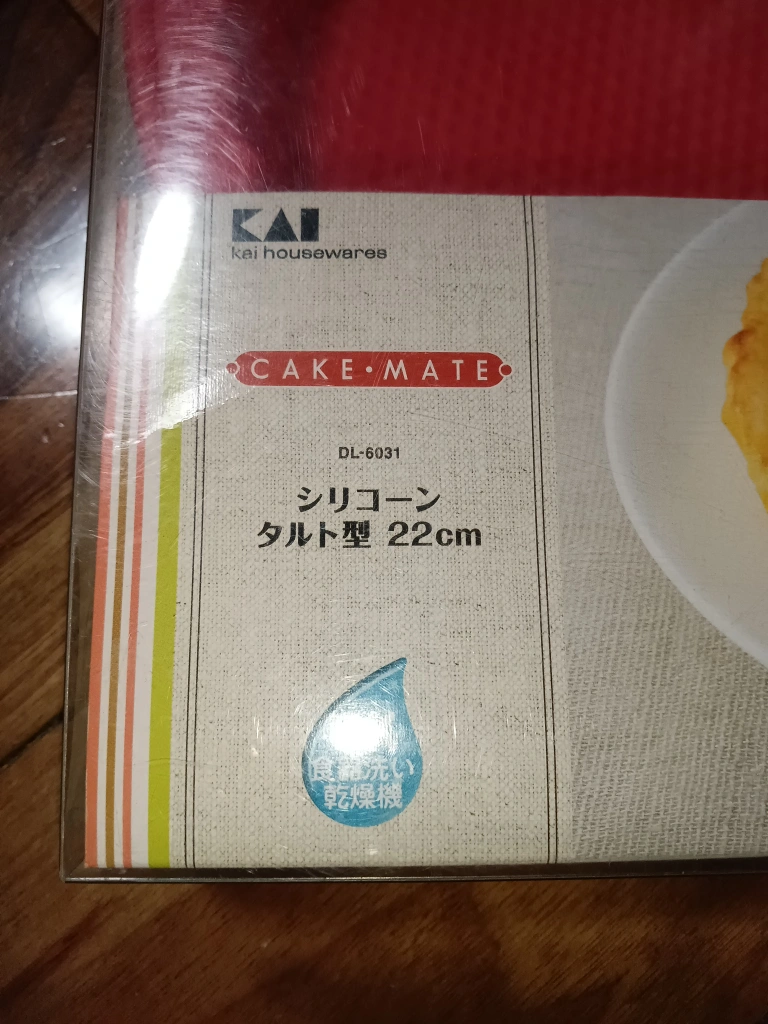 KAI
kai housewares
CAKE・MATE
DL-6031
シリコーン
タルト型 22cm
食器洗い
乾燥機